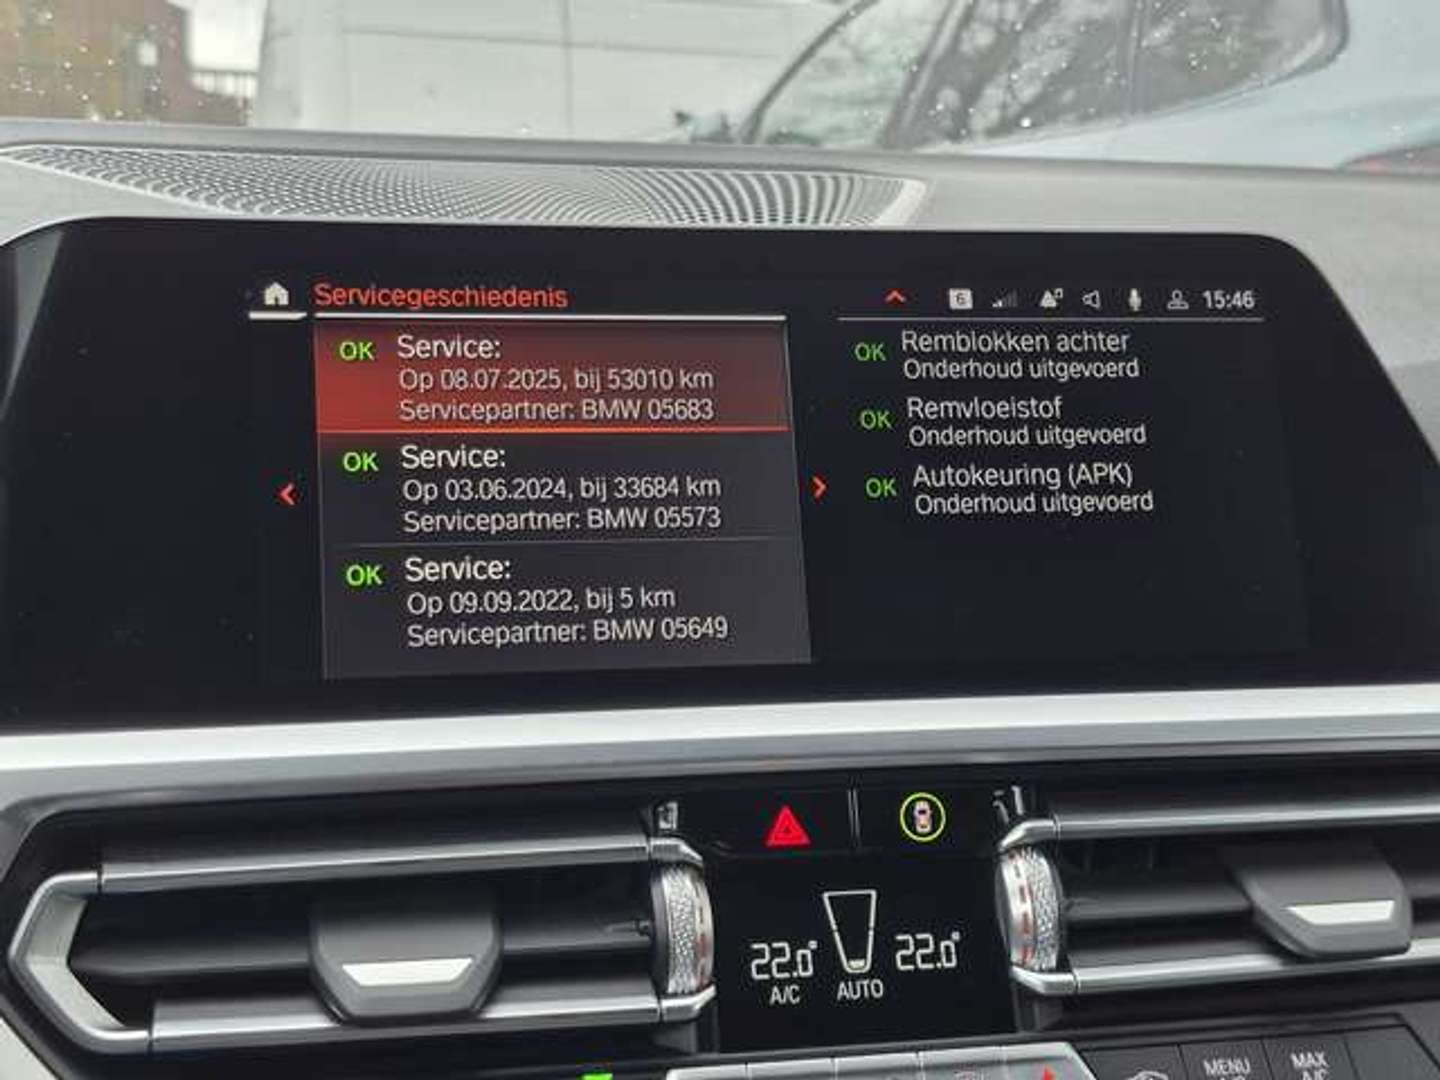 Servicegeschiedenis
6
15:46
OK Service:
Op 08.07.2025, bij 53010 km
Servicepartner: BMW 05683
OK Service:
Op 03.06.2024, bij 33684 km
Servicepartner: BMW 05573
OK Service:
Op 09.09.2022, bij 5 km
Servicepartner: BMW 05649
OK Remblokken achter
Onderhoud uitgevoerd
OK Remvloeistof
Onderhoud uitgevoerd
OK Autokeuring (APK)
Onderhoud uitgevoerd
22.0° 22.0°
A/C AUTO
MENU
MAX
A/C